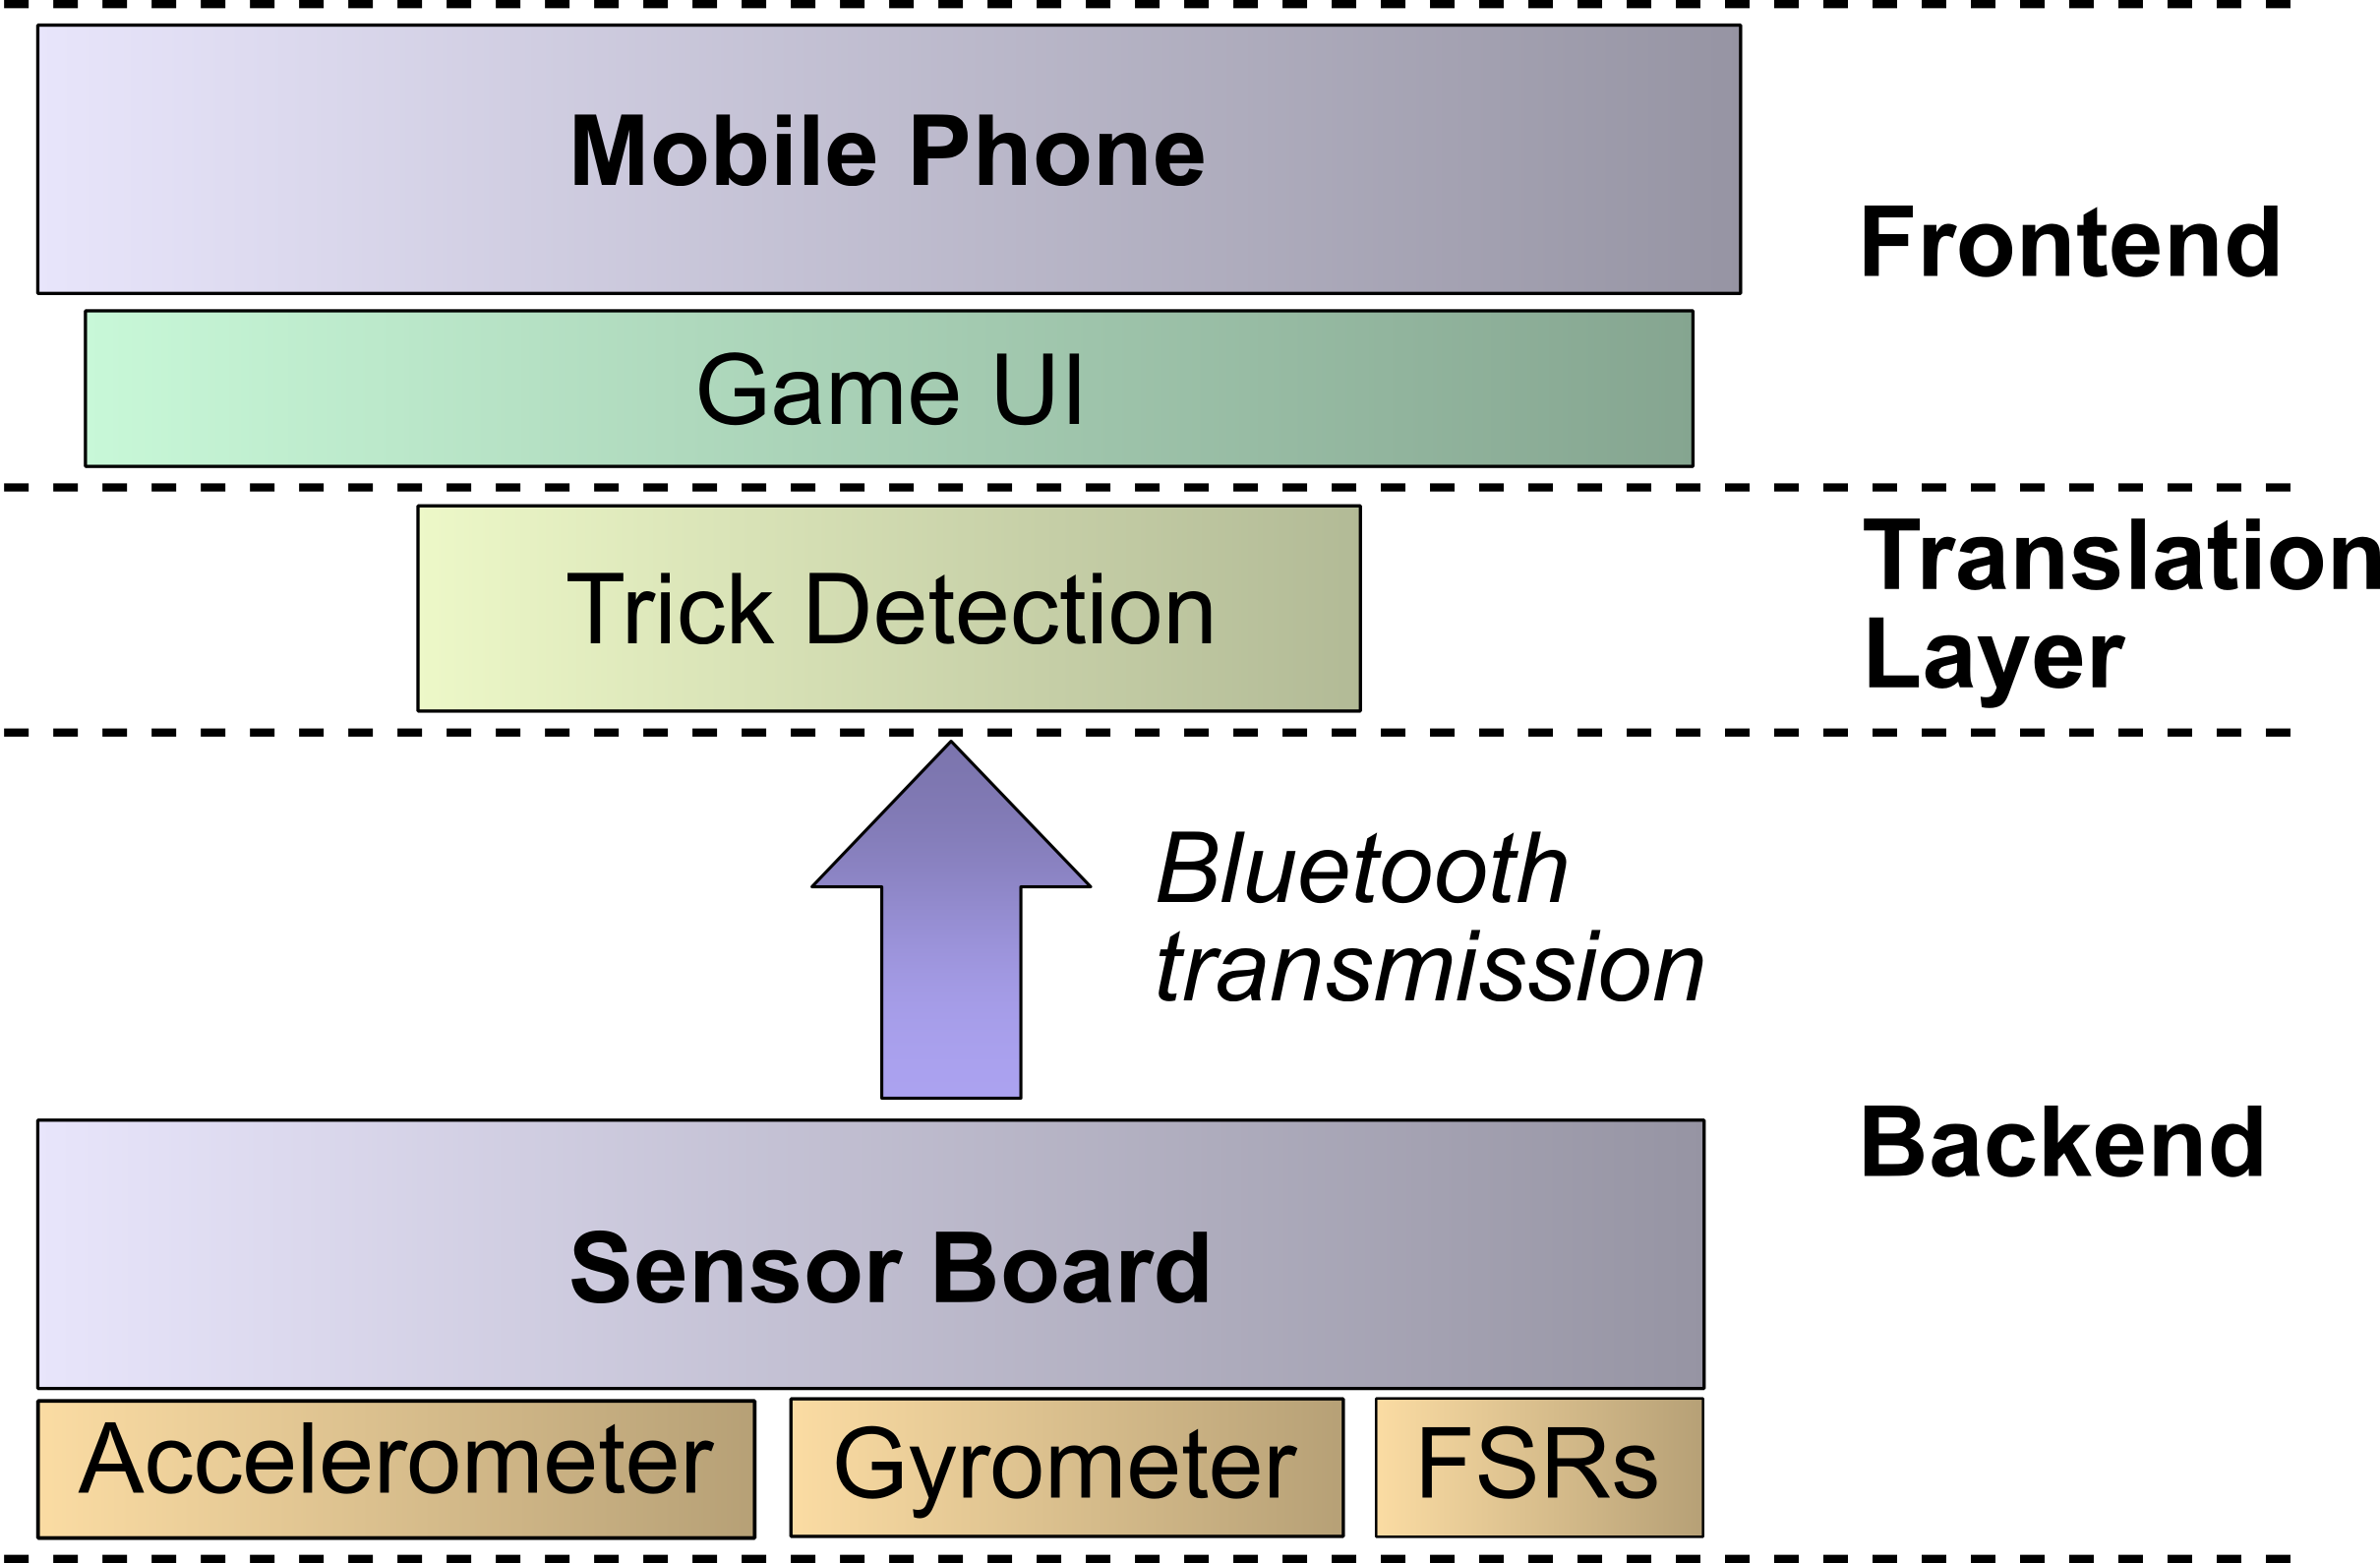 Mobile Phone
Frontend
Game UI
Translation
Layer
Trick Detection
Bluetooth
transmission
Backend
Sensor Board
Accelerometer
Gyrometer
FSRs